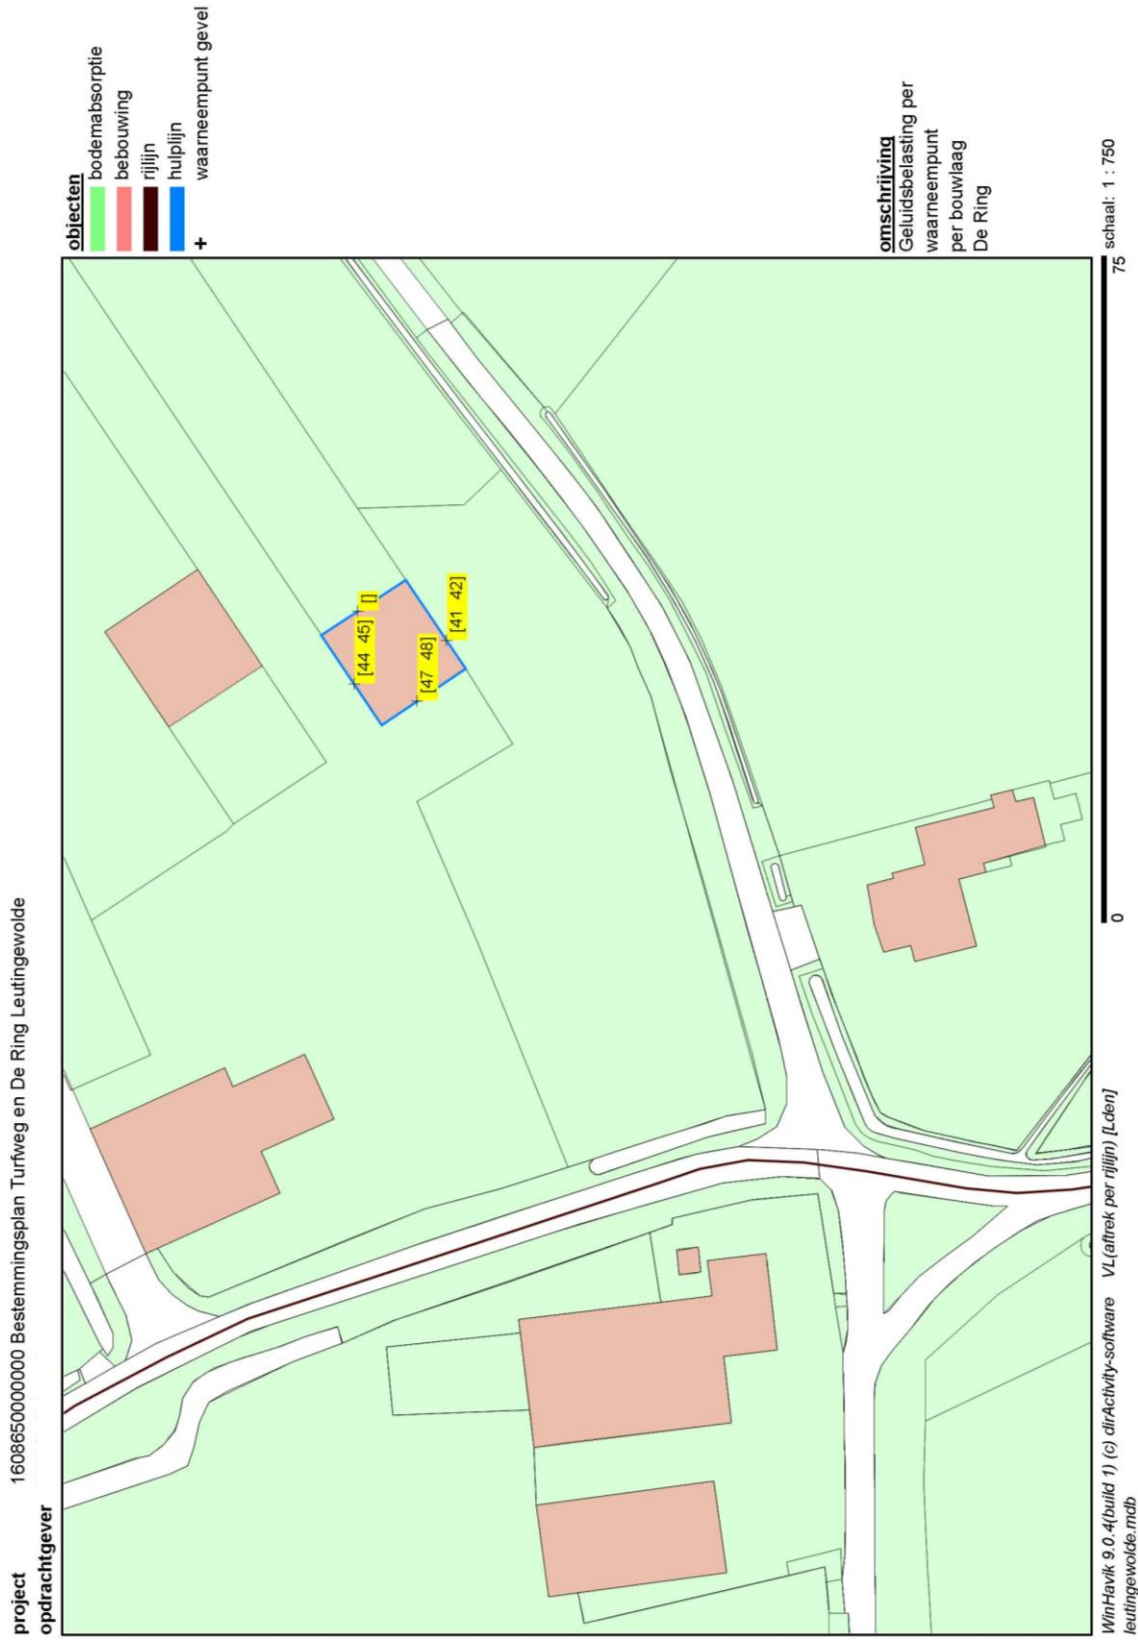 project 160865000000 Bestemmingsplan Turfweg en De Ring Leutingewolde
opdrachtgever
objecten
bodemabsorptie
bebouwing
rijlijn
hulplijn
+ waarneempunt gevel
[44 45]
[]
[47 48]
[41 42]
omschrijving
Geluidsbelasting per
waarneempunt
per bouwlaag
De Ring
0 75 schaal: 1 : 750
WinHavik 9.0.4(build 1) (c) dirActivity-software VL(aftrek per rijlijn) [Lden]
leutingewolde.mdb